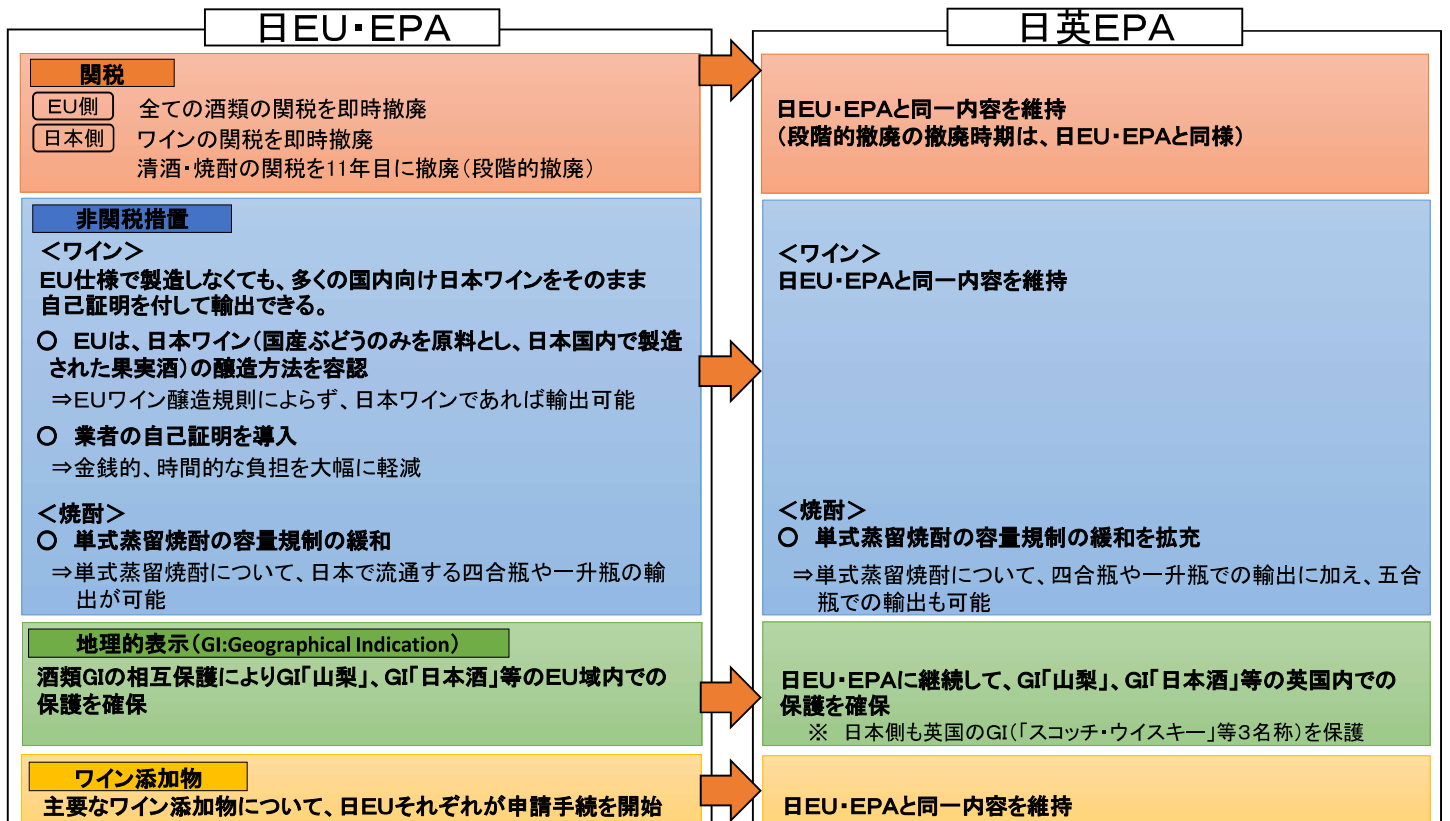 日EU・EPA
関税
EU側 全ての酒類の関税を即時撤廃
日本側 ワインの関税を即時撤廃
清酒・焼酎の関税を11年目に撤廃(段階的撤廃)
非関税措置
<ワイン>
EU仕様で製造しなくても、多くの国内向け日本ワインをそのまま
自己証明を付して輸出できる。
○ EUは、日本ワイン(国産ぶどうのみを原料とし、日本国内で製造
された果実酒)の醸造方法を容認
⇒EUワイン醸造規則によらず、日本ワインであれば輸出可能
○ 業者の自己証明を導入
⇒金銭的、時間的な負担を大幅に軽減
<焼酎>
○ 単式蒸留焼酎の容量規制の緩和
⇒単式蒸留焼酎について、日本で流通する四合瓶や一升瓶の輸
出が可能
地理的表示(GI:Geographical Indication)
酒類GIの相互保護によりGI「山梨」、GI「日本酒」等のEU域内での
保護を確保
ワイン添加物
主要なワイン添加物について、日EUそれぞれが申請手続を開始
日英EPA
日EU・EPAと同一内容を維持
(段階的撤廃の撤廃時期は、日EU・EPAと同様)
<ワイン>
日EU・EPAと同一内容を維持
<焼酎>
○ 単式蒸留焼酎の容量規制の緩和を拡充
⇒単式蒸留焼酎について、四合瓶や一升瓶での輸出に加え、五合
瓶での輸出も可能
日EU・EPAに継続して、GI「山梨」、GI「日本酒」等の英国内での
保護を確保
※ 日本側も英国のGI(「スコッチ・ウイスキー」等3名称)を保護
日EU・EPAと同一内容を維持